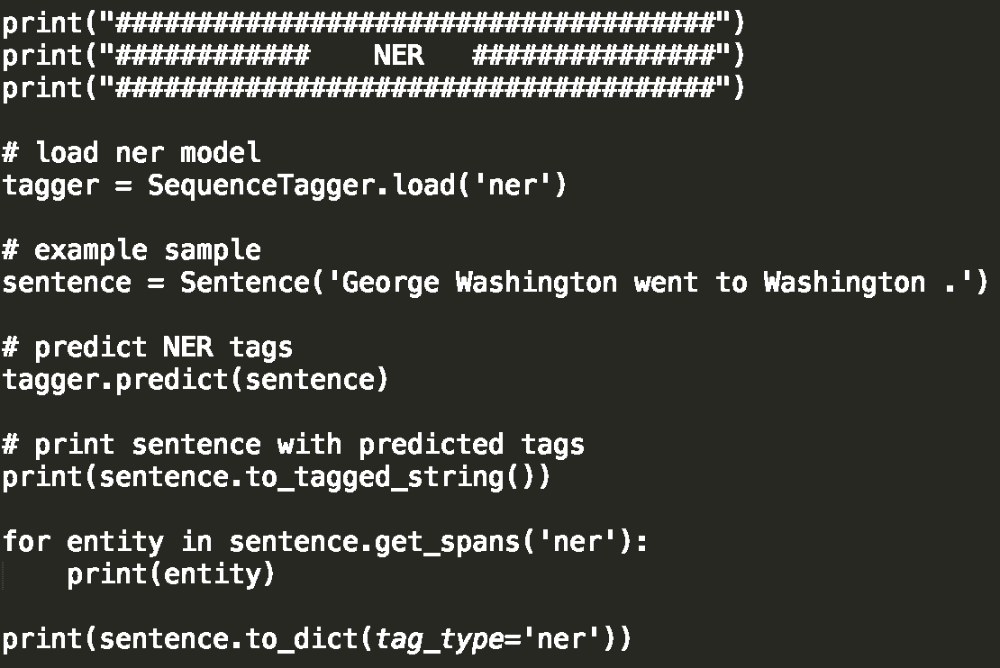 print("#####################################")
print("############    NER   ###############")
print("#####################################")
# load ner model
tagger = SequenceTagger.load('ner')
# example sample
sentence = Sentence('George Washington went to Washington .')
# predict NER tags
tagger.predict(sentence)
# print sentence with predicted tags
print(sentence.to_tagged_string())
for entity in sentence.get_spans('ner'):
    print(entity)
print(sentence.to_dict(tag_type='ner'))